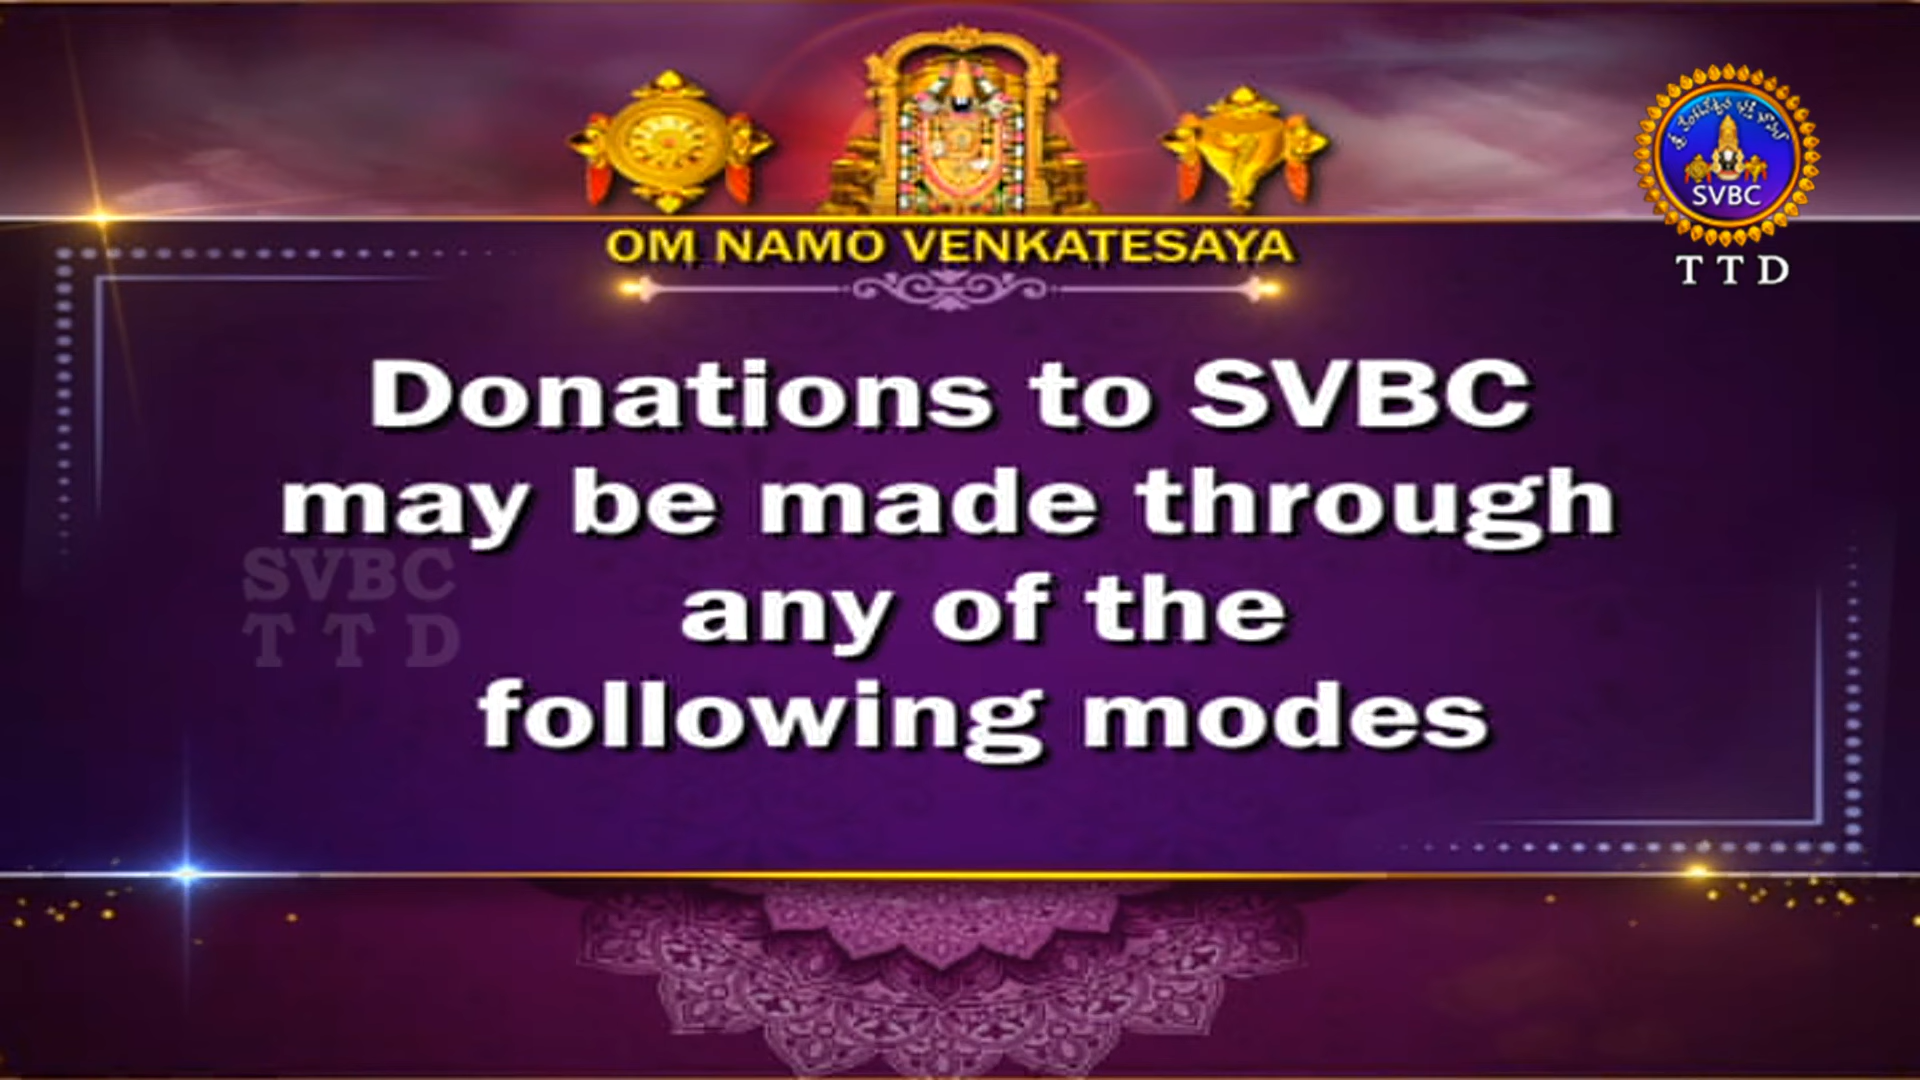 OM NAMO VENKATESAYA
SVBC
T T D
Donations to SVBC
may be made through
any of the
following modes
SVBC
T T D